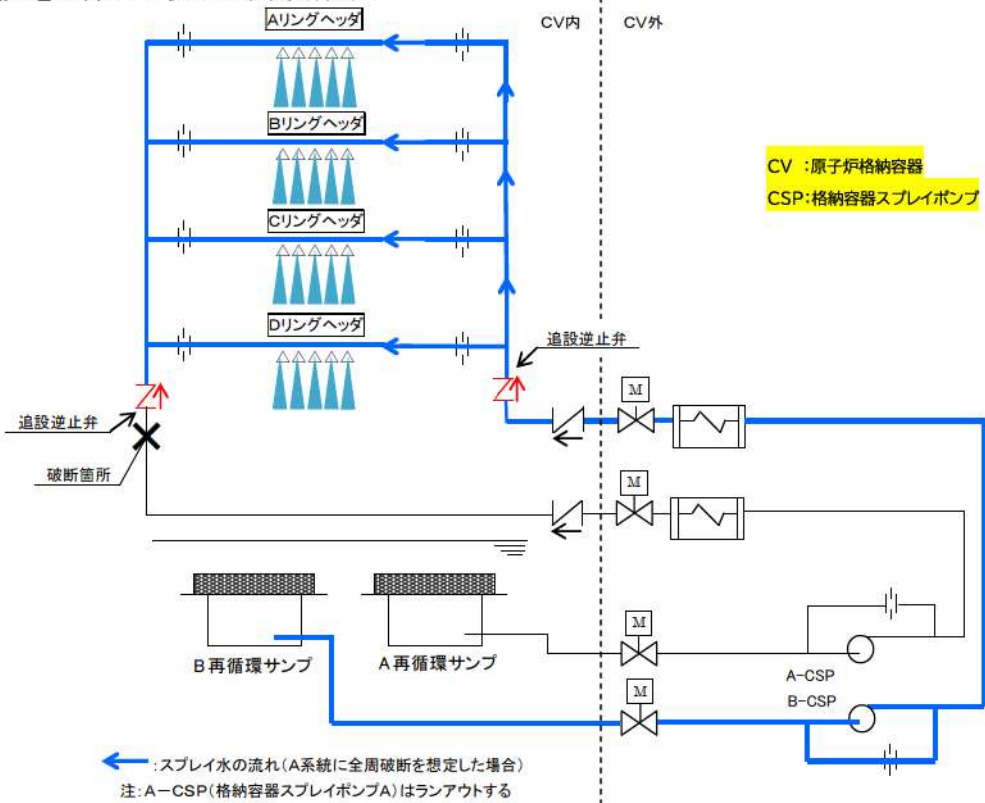 Aリングヘッダ
CV内
CV外
Bリングヘッダ
CV :原子炉格納容器
CSP:格納容器スプレイポンプ
Cリングヘッダ
Dリングヘッダ
追設逆止弁
M
追設逆止弁
破断箇所
M
B再循環サンプ
A再循環サンプ
M
A-CSP
B-CSP
M
:スプレイ水の流れ(A系統に全周破断を想定した場合)
注:A-CSP(格納容器スプレイポンプA)はランアウトする